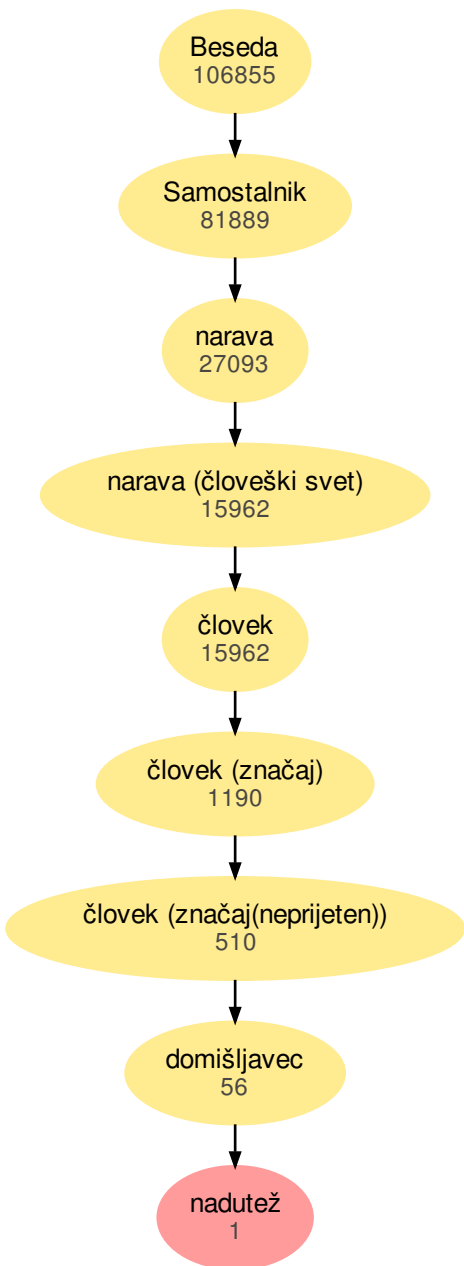 Beseda
106855
Samostalnik
81889
narava
27093
narava (človeški svet)
15962
človek
15962
človek (značaj)
1190
človek (značaj(neprijeten))
510
domišljavec
56
nadutež
1